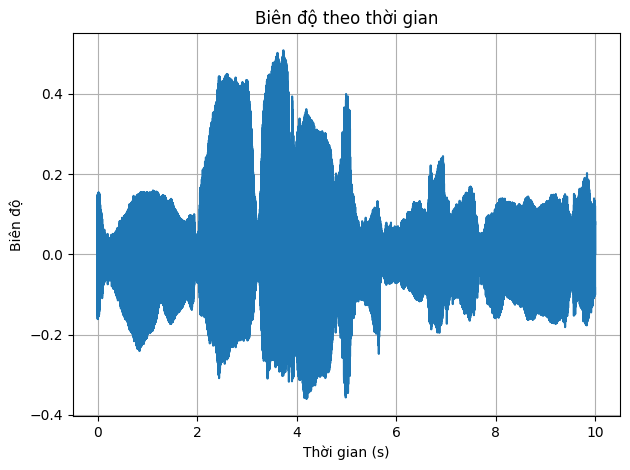 Biên độ theo thời gian
0.4
0.2
0.0
−0.2
−0.4
Biên độ
0 2 4 6 8 10
Thời gian (s)